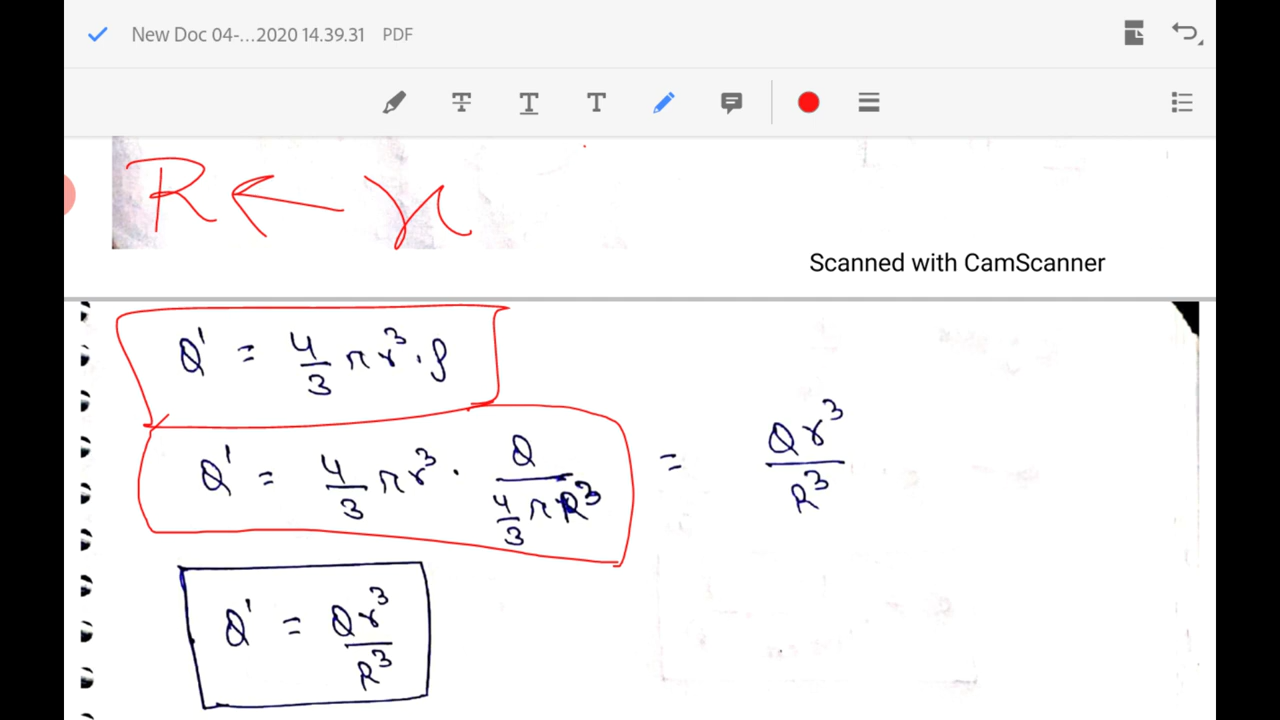 New Doc 04-...2020 14.39.31 PDF
T T T
R ← r
Scanned with CamScanner
Q' = 4/3 πr³·ρ
Q' = 4/3 πr³ · Q / 4/3 πR³ = Qr³/R³
Q' = Qr³/R³